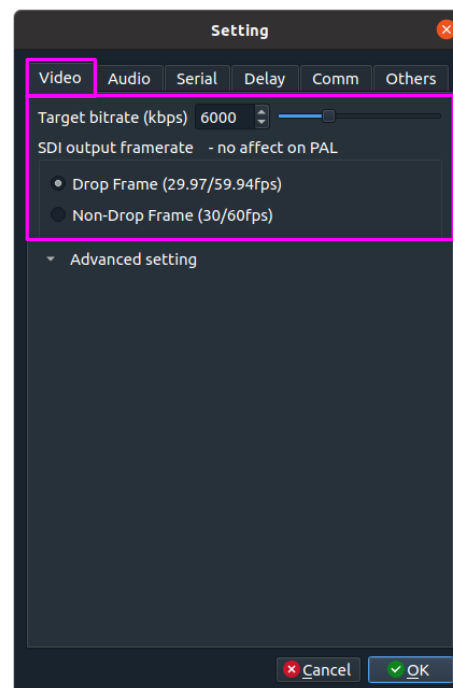 Setting
Video Audio Serial Delay Comm Others
Target bitrate (kbps) 6000
SDI output framerate - no affect on PAL
Drop Frame (29.97/59.94fps)
Non-Drop Frame (30/60fps)
Advanced setting
Cancel OK